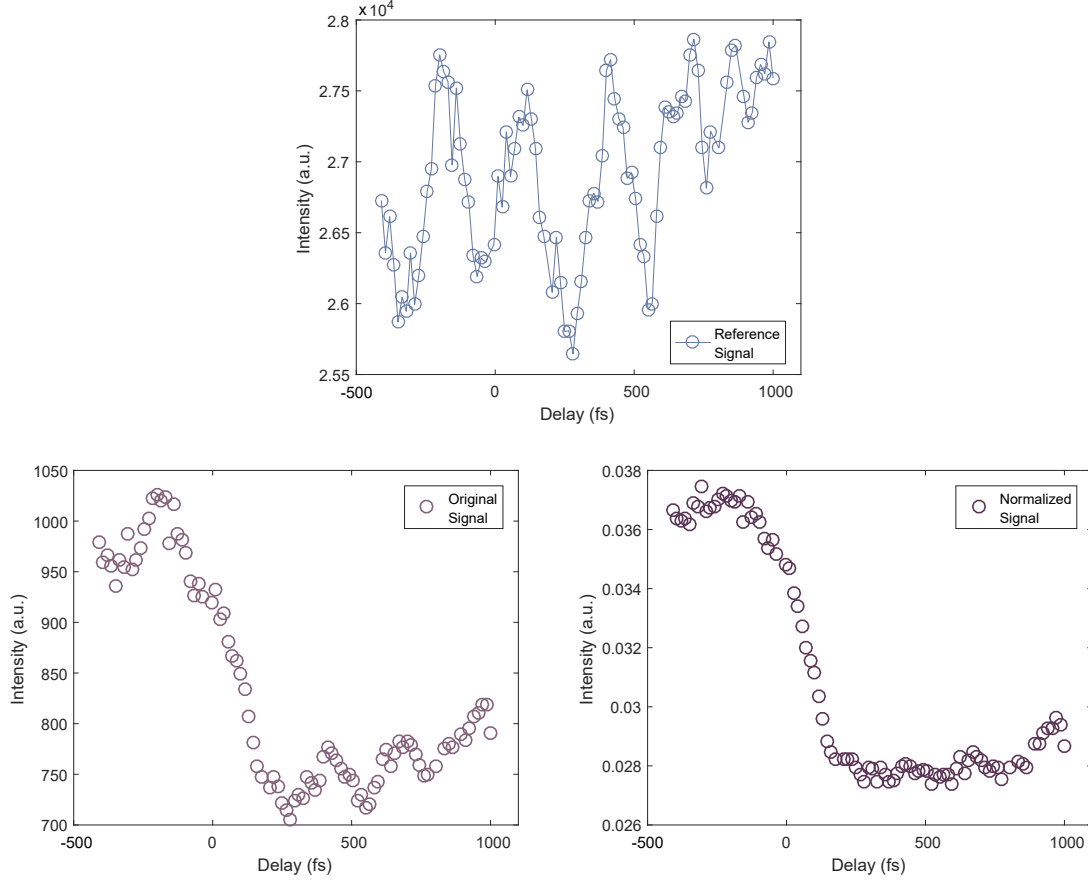 x 10⁴
2.8
2.75
2.7
2.65
2.6
2.55
Intensity (a.u.)
-500
0
500
1000
Delay (fs)
Reference
Signal
1050
1000
950
900
850
800
750
700
Intensity (a.u.)
-500
0
500
1000
Delay (fs)
Original
Signal
0.038
0.036
0.034
0.032
0.03
0.028
0.026
Intensity (a.u.)
-500
0
500
1000
Delay (fs)
Normalized
Signal